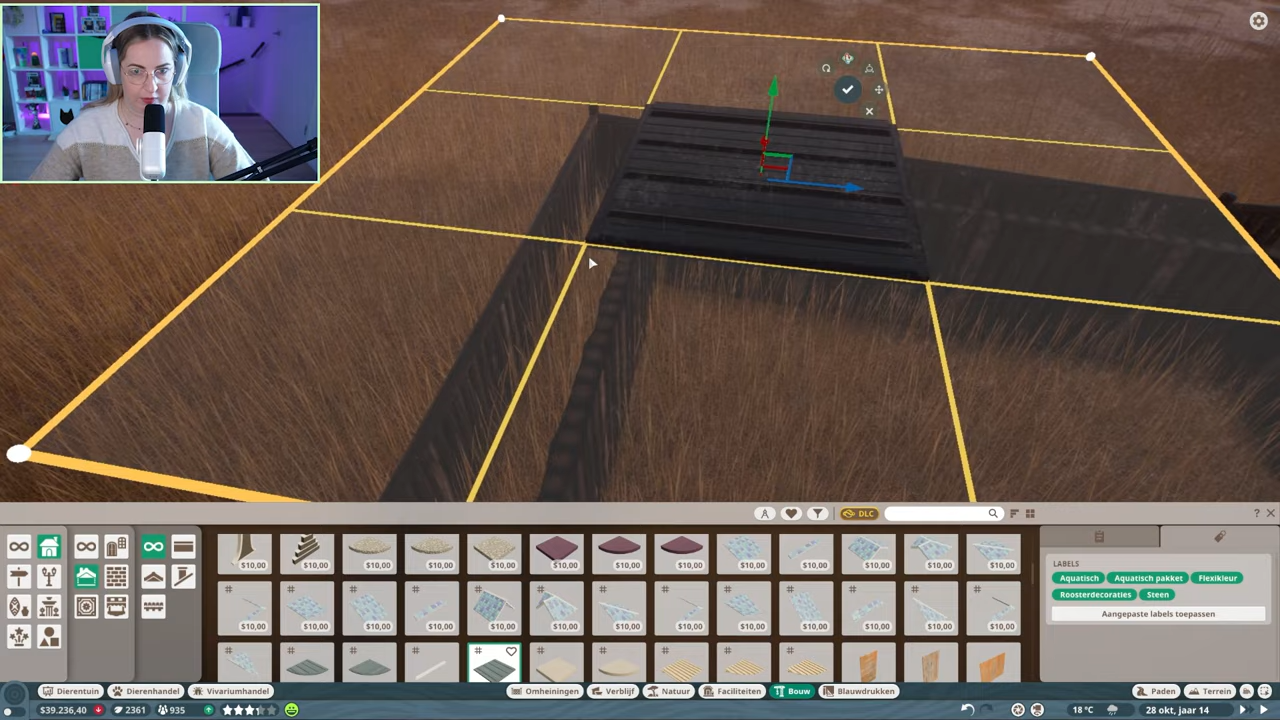 DLC
?
$10,00 $10,00 $10,00 $10,00 $10,00 $10,00 $10,00 $10,00 $10,00 $10,00 $10,00 $10,00 $10,00
$10,00 $10,00 $10,00 $10,00 $10,00 $10,00 $10,00 $10,00 $10,00 $10,00 $10,00 $10,00 $10,00
LABELS
Aquatisch Aquatisch pakket Flexikleur
Roosterdecoraties Steen
Aangepaste labels toepassen
Dierentuin Dierenhandel Vivariumhandel Omheiningen Verblijf Natuur Faciliteiten Bouw Blauwdrukken Paden Terrein
$39.236,40 2361 935 18 °C 28 okt, jaar 14